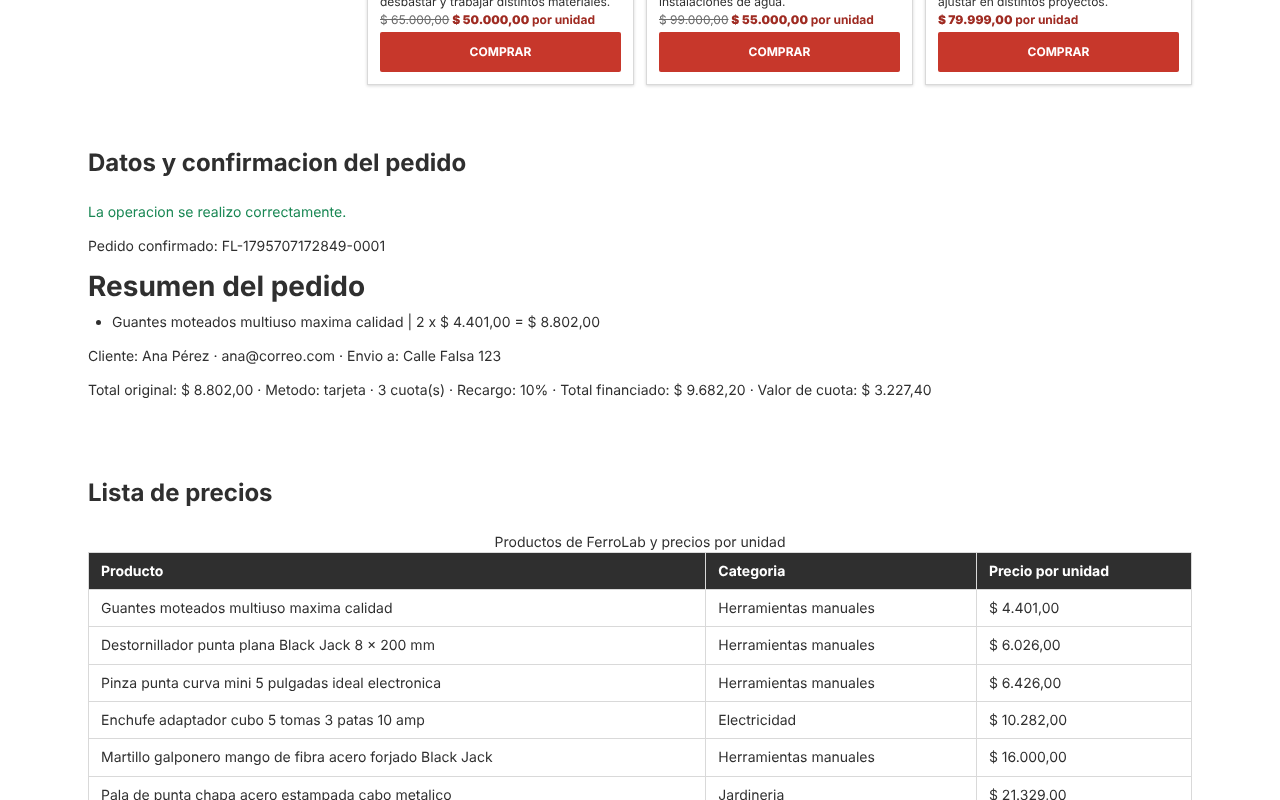 desbastar y trabajar distintos materiales.
$ 65.000,00 $ 50.000,00 por unidad
COMPRAR
instalaciones de agua.
$ 99.000,00 $ 55.000,00 por unidad
COMPRAR
ajustar en distintos proyectos.
$ 79.999,00 por unidad
COMPRAR
Datos y confirmacion del pedido
La operacion se realizo correctamente.
Pedido confirmado: FL-1795707172849-0001
Resumen del pedido
• Guantes moteados multiuso maxima calidad | 2 x $ 4.401,00 = $ 8.802,00
Cliente: Ana Pérez · ana@correo.com · Envio a: Calle Falsa 123
Total original: $ 8.802,00 · Metodo: tarjeta · 3 cuota(s) · Recargo: 10% · Total financiado: $ 9.682,20 · Valor de cuota: $ 3.227,40
Lista de precios
Productos de FerroLab y precios por unidad
Producto Categoria Precio por unidad
Guantes moteados multiuso maxima calidad Herramientas manuales $ 4.401,00
Destornillador punta plana Black Jack 8 × 200 mm Herramientas manuales $ 6.026,00
Pinza punta curva mini 5 pulgadas ideal electronica Herramientas manuales $ 6.426,00
Enchufe adaptador cubo 5 tomas 3 patas 10 amp Electricidad $ 10.282,00
Martillo galponero mango de fibra acero forjado Black Jack Herramientas manuales $ 16.000,00
Pala de punta chapa acero estampada cabo metalico Jardineria $ 21.329,00